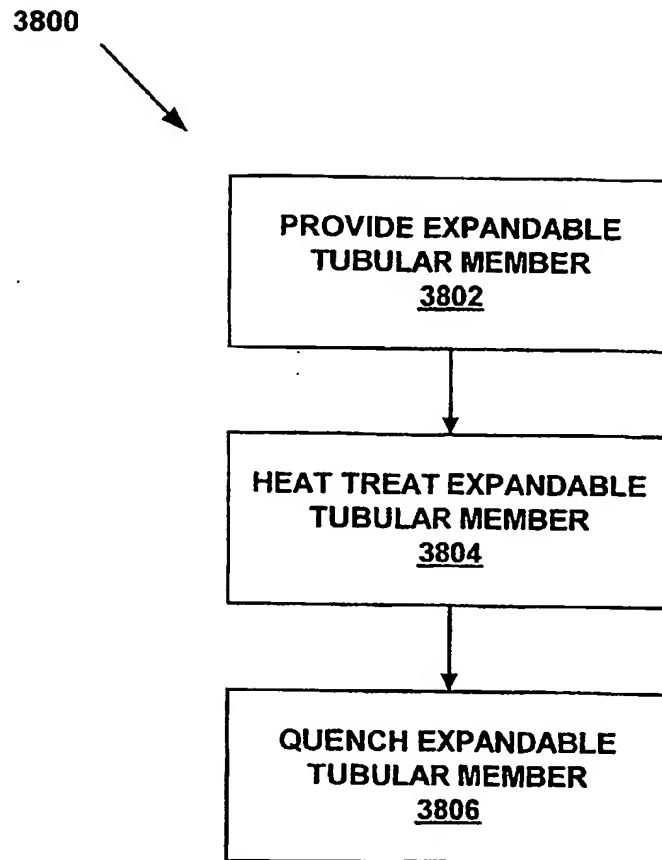 3800
PROVIDE EXPANDABLE
TUBULAR MEMBER
3802
HEAT TREAT EXPANDABLE
TUBULAR MEMBER
3804
QUENCH EXPANDABLE
TUBULAR MEMBER
3806